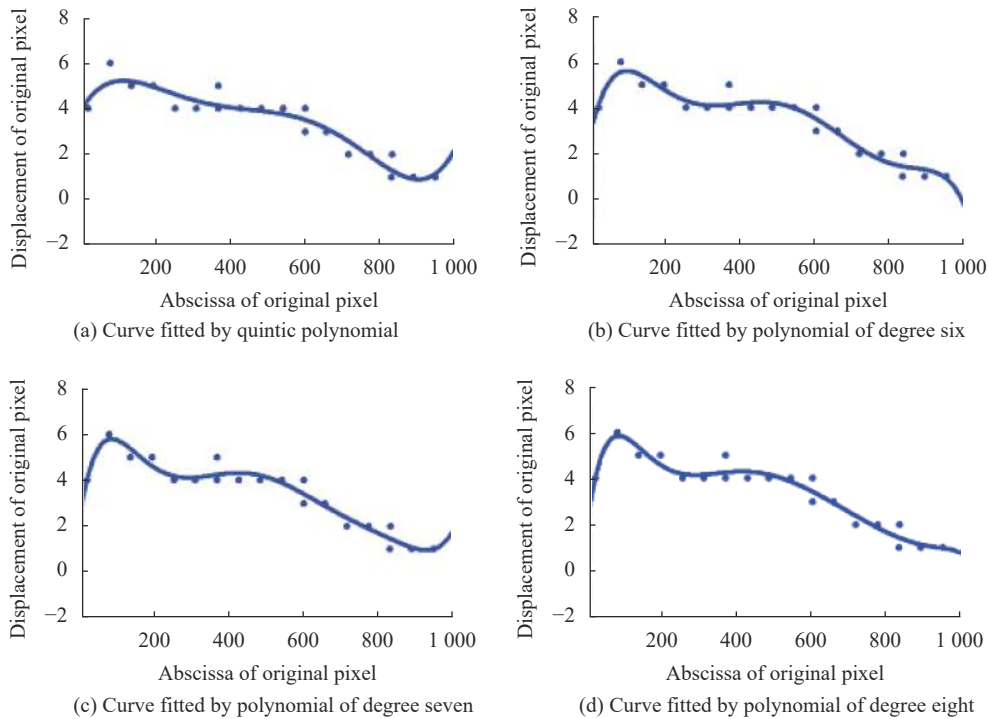 Displacement of original pixel
8
6
4
2
0
−2
200 400 600 800 1 000
Abscissa of original pixel
(a) Curve fitted by quintic polynomial
Displacement of original pixel
8
6
4
2
0
−2
200 400 600 800 1 000
Abscissa of original pixel
(b) Curve fitted by polynomial of degree six
Displacement of original pixel
8
6
4
2
0
−2
200 400 600 800 1 000
Abscissa of original pixel
(c) Curve fitted by polynomial of degree seven
Displacement of original pixel
8
6
4
2
0
−2
200 400 600 800 1 000
Abscissa of original pixel
(d) Curve fitted by polynomial of degree eight